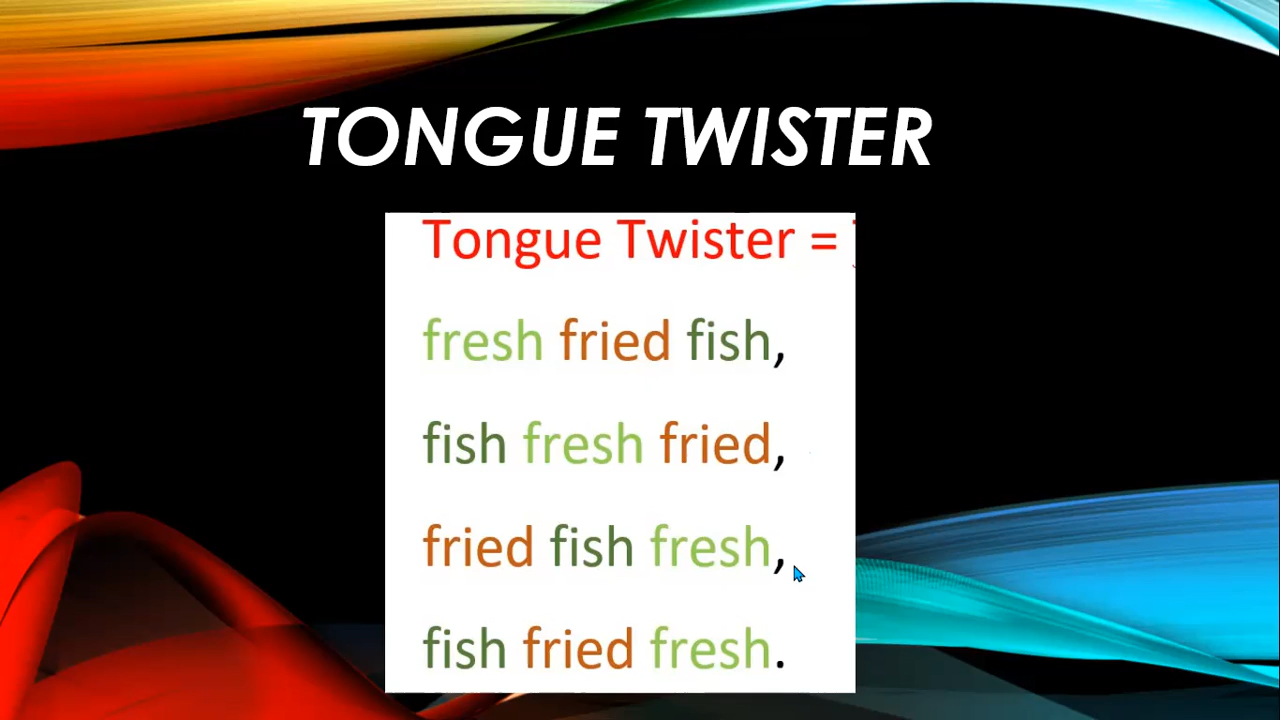 TONGUE TWISTER
Tongue Twister =
fresh fried fish,
fish fresh fried,
fried fish fresh,
fish fried fresh.